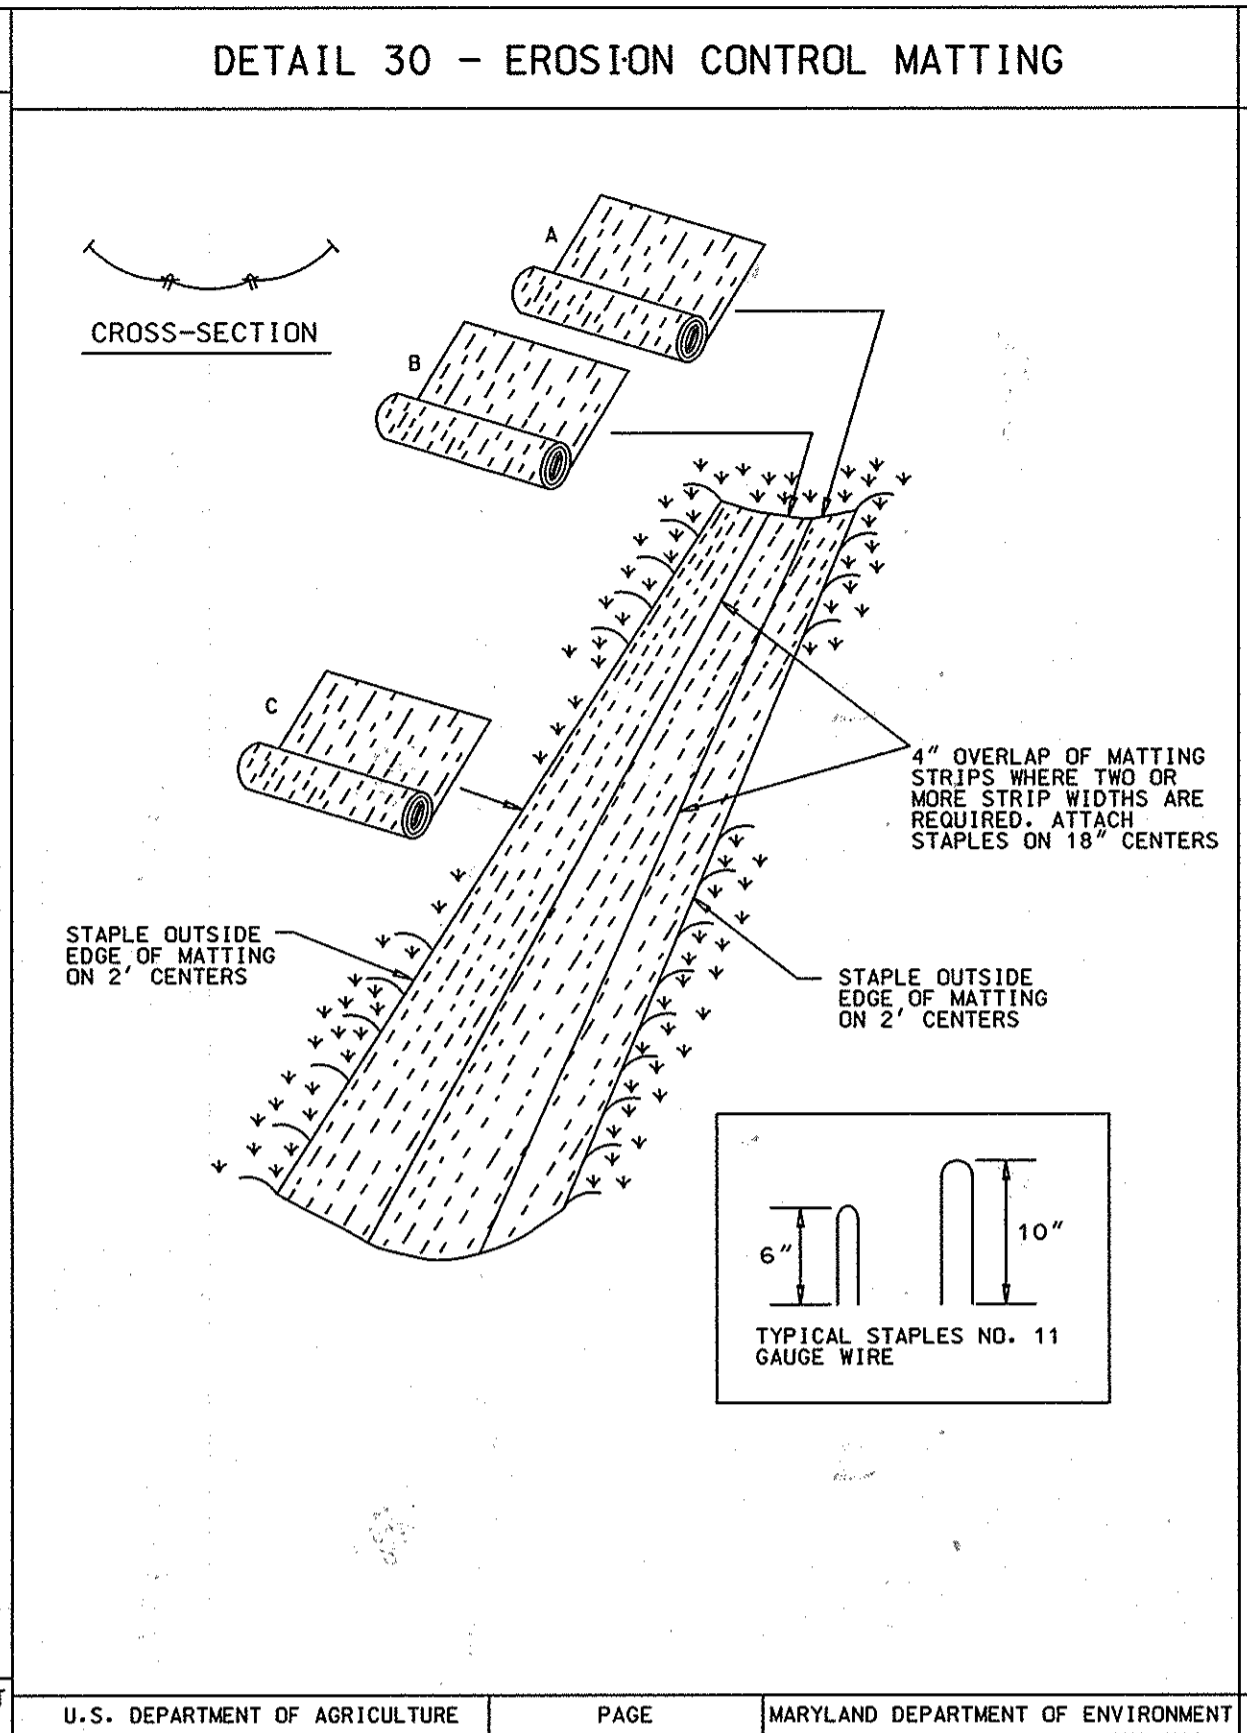 DETAIL 30 - EROSION CONTROL MATTING
CROSS-SECTION
A
B
C
4" OVERLAP OF MATTING
STRIPS WHERE TWO OR
MORE STRIP WIDTHS ARE
REQUIRED. ATTACH
STAPLES ON 18" CENTERS
STAPLE OUTSIDE
EDGE OF MATTING
ON 2' CENTERS
STAPLE OUTSIDE
EDGE OF MATTING
ON 2' CENTERS
6"
10"
TYPICAL STAPLES NO. 11
GAUGE WIRE
U.S. DEPARTMENT OF AGRICULTURE
PAGE
MARYLAND DEPARTMENT OF ENVIRONMENT